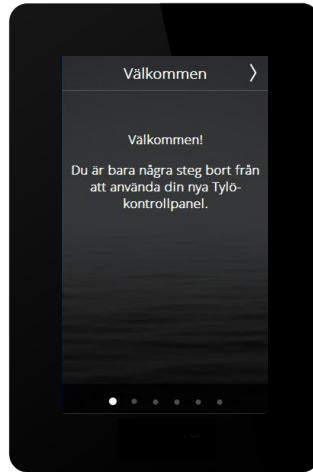 Välkommen
Välkommen!
Du är bara några steg bort från
att använda din nya Tylö-
kontrollpanel.